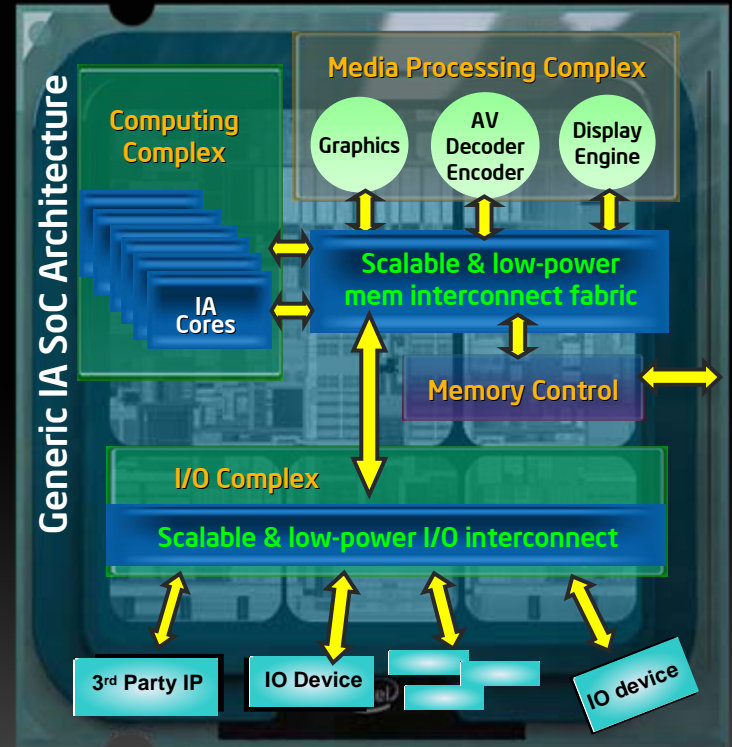 Generic IA SoC Architecture
Media Processing Complex
Computing
Complex
Graphics
AV
Decoder
Encoder
Display
Engine
Scalable & low-power
mem interconnect fabric
IA
Cores
Memory Control
I/O Complex
Scalable & low-power I/O interconnect
3rd Party IP
IO Device
IO device